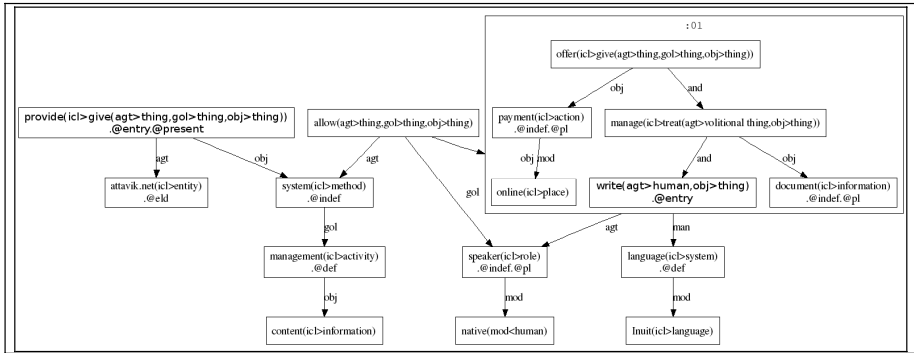 :01
offer(icl>give(agt>thing,gol>thing,obj>thing))
obj
and
provide(icl>give(agt>thing,gol>thing,obj>thing))
.@entry.@present
allow(agt>thing,gol>thing,obj>thing)
payment(icl>action)
.@indef.@pl
manage(icl>treat(agt>volitional thing,obj>thing))
agt
obj
agt
obj
mod
and
obj
gol
attavik.net(icl>entity)
.@eld
system(icl>method)
.@indef
online(icl>place)
write(agt>human,obj>thing)
.@entry
document(icl>information)
.@indef.@pl
gol
agt
man
management(icl>activity)
.@def
speaker(icl>role)
.@indef.@pl
language(icl>system)
.@def
obj
mod
mod
content(icl>information)
native(mod<human)
Inuit(icl>language)